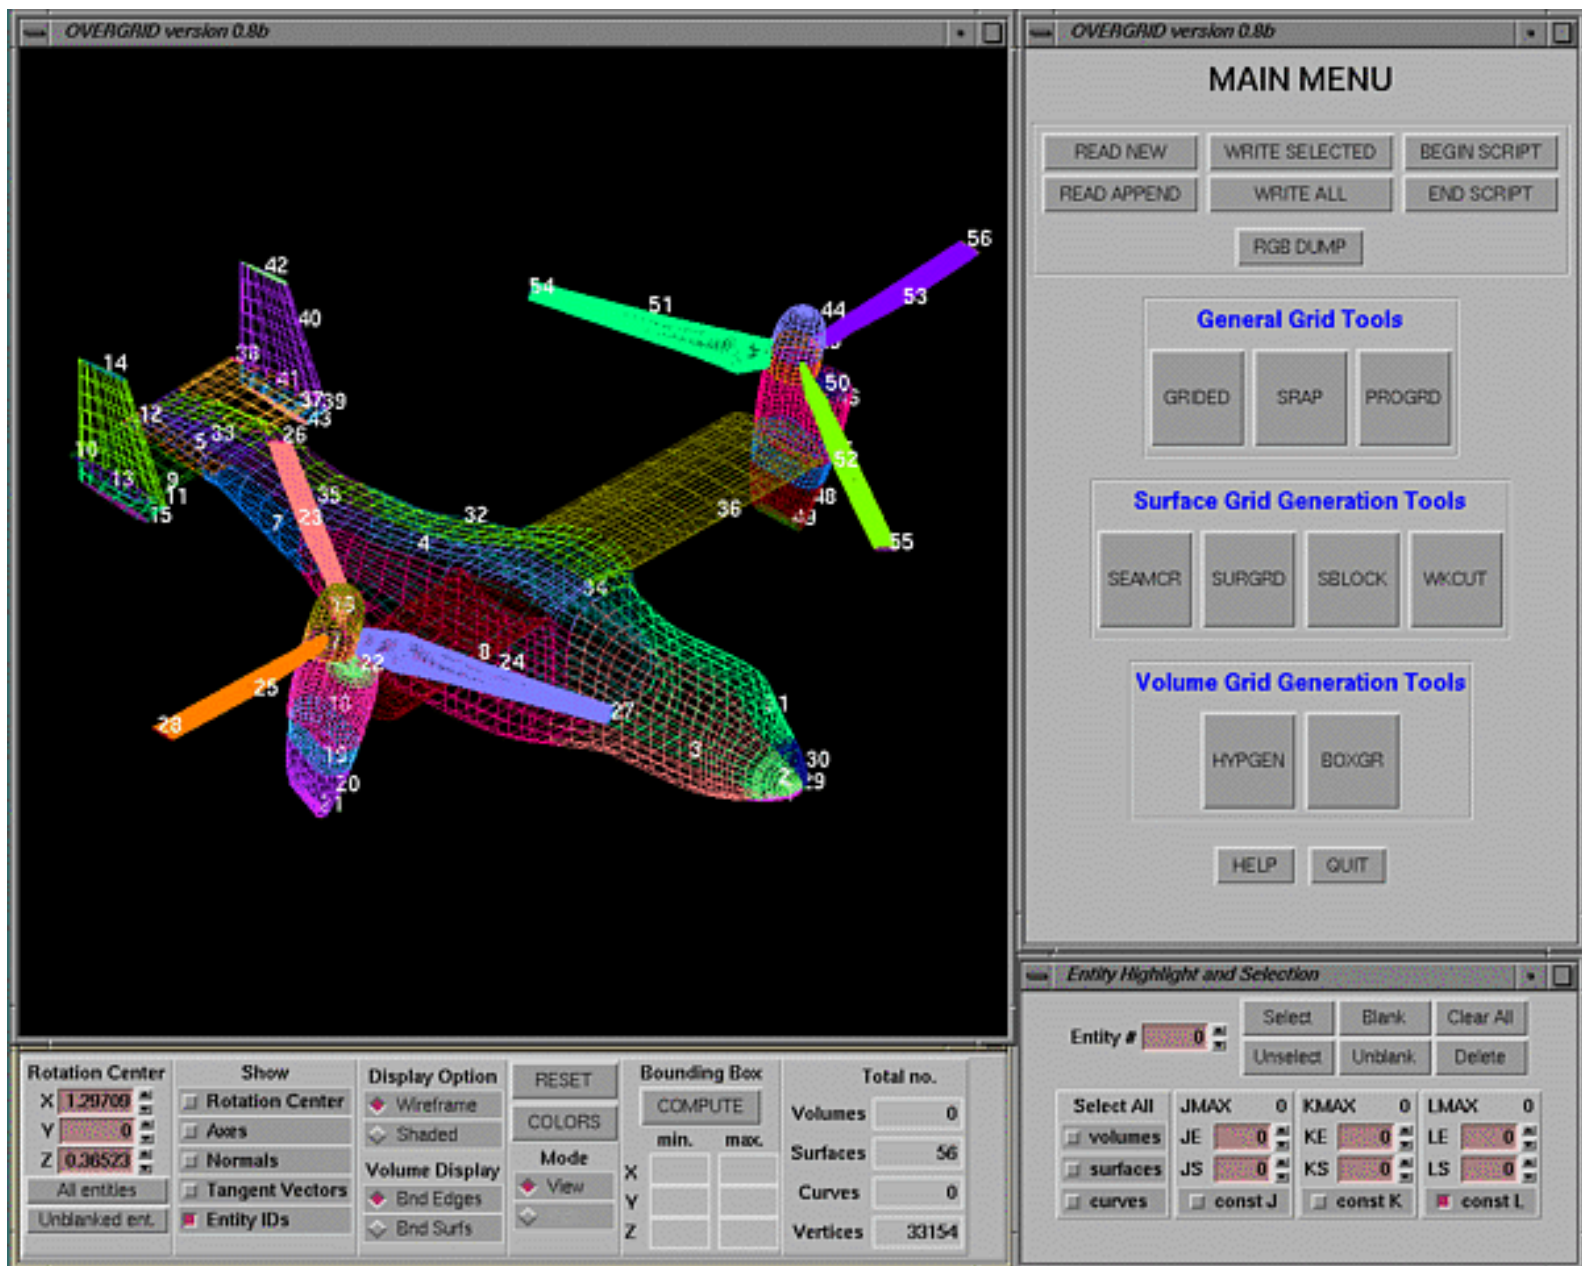 OVERGRID version 0.8b
42
40
14
38
41
37
39
43
12
5
33
26
10
13
9
11
15
7
23
35
32
4
34
36
56
54
51
53
44
50
52
48
49
55
22
8
24
25
27
28
18
19
20
21
3
30
2
29
OVERGRID version 0.8b
MAIN MENU
READ NEW WRITE SELECTED BEGIN SCRIPT
READ APPEND WRITE ALL END SCRIPT
RGB DUMP
General Grid Tools
GRIDED SRAP PROGRD
Surface Grid Generation Tools
SEAMCR SURGRD SBLOCK WKCUT
Volume Grid Generation Tools
HYPGEN BOXGR
HELP QUIT
Rotation Center
X 1.29709
Y 0
Z 0.36523
All entities
Unblanked ent.
Show
Rotation Center
Axes
Normals
Tangent Vectors
Entity IDs
Display Option
Wireframe
Shaded
Volume Display
Bnd Edges
Bnd Surfs
RESET
COLORS
Mode
View
Bounding Box
COMPUTE
min. max.
X
Y
Z
Total no.
Volumes 0
Surfaces 56
Curves 0
Vertices 33154
Entity Highlight and Selection
Entity # 0
Select Blank Clear All
Unselect Unblank Delete
Select All
volumes
surfaces
curves
JMAX 0 KMAX 0 LMAX 0
JE 0 KE 0 LE 0
JS 0 KS 0 LS 0
const J const K const L